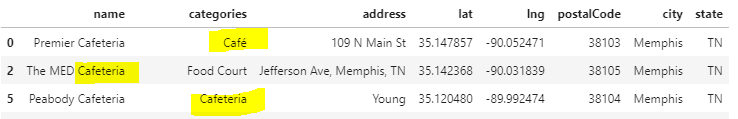 name categories address lat lng postalCode city state
0 Premier Cafeteria Café 109 N Main St 35.147857 -90.052471 38103 Memphis TN
2 The MED Cafeteria Food Court Jefferson Ave, Memphis, TN 35.142368 -90.031839 38105 Memphis TN
5 Peabody Cafeteria Cafeteria Young 35.120480 -89.992474 38104 Memphis TN